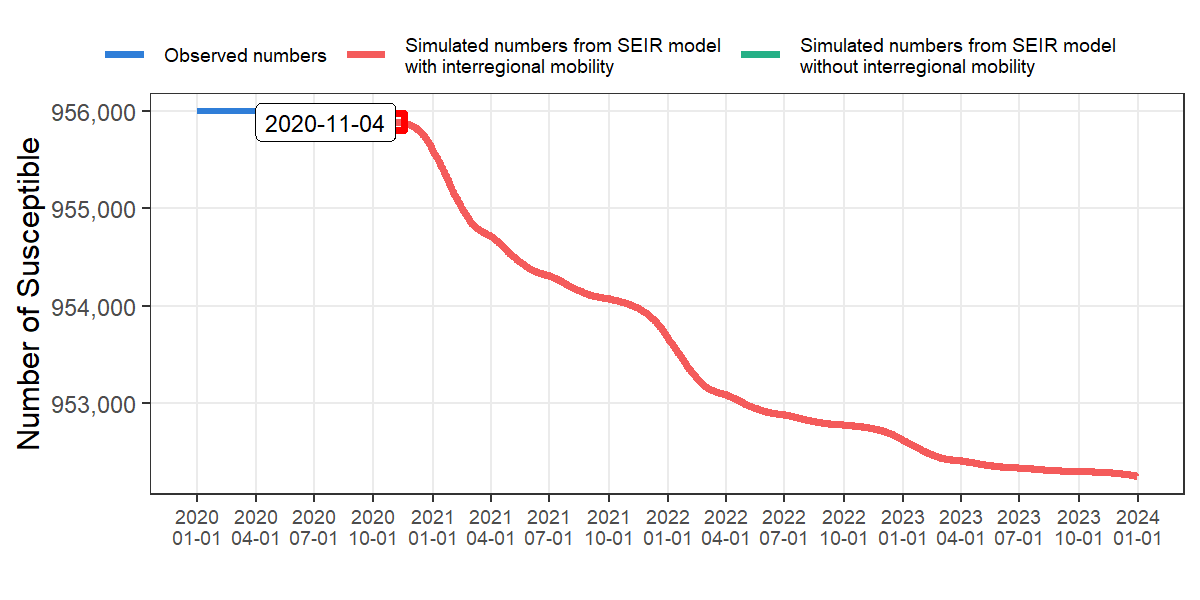 Observed numbers
Simulated numbers from SEIR model
with interregional mobility
Simulated numbers from SEIR model
without interregional mobility
Number of Susceptible
956,000
955,000
954,000
953,000
2020-11-04
2020 2020 2020 2020 2021 2021 2021 2021 2022 2022 2022 2022 2023 2023 2023 2023 2024
01-01 04-01 07-01 10-01 01-01 04-01 07-01 10-01 01-01 04-01 07-01 10-01 01-01 04-01 07-01 10-01 01-01